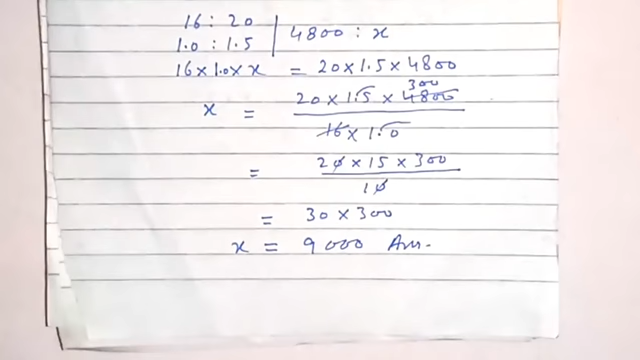 16 : 20
1.0 : 1.5 | 4800 : x
16 x 1.0 x x = 20 x 1.5 x 4800
x = 20 x 1.5 x 4800 300 / 16 x 1.0
= 20 x 15 x 300 / 10
= 30 x 300
x = 9000 Ans.